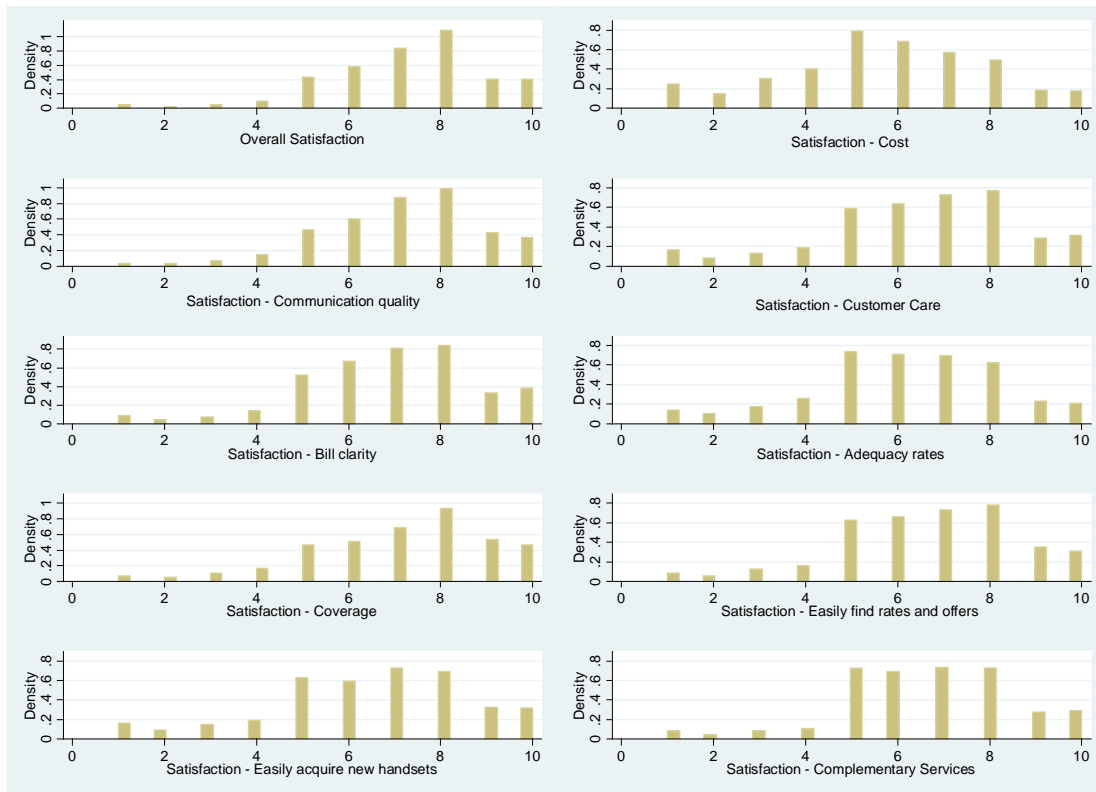 Density
0 .2 .4 .6 .8 1
0 2 4 6 8 10
Overall Satisfaction
Density
0 .2 .4 .6 .8
0 2 4 6 8 10
Satisfaction - Cost
Density
0 .2 .4 .6 .8 1
0 2 4 6 8 10
Satisfaction - Communication quality
Density
0 .2 .4 .6 .8
0 2 4 6 8 10
Satisfaction - Customer Care
Density
0 .2 .4 .6 .8
0 2 4 6 8 10
Satisfaction - Bill clarity
Density
0 .2 .4 .6 .8
0 2 4 6 8 10
Satisfaction - Adequacy rates
Density
0 .2 .4 .6 .8 1
0 2 4 6 8 10
Satisfaction - Coverage
Density
0 .2 .4 .6 .8
0 2 4 6 8 10
Satisfaction - Easily find rates and offers
Density
0 .2 .4 .6 .8
0 2 4 6 8 10
Satisfaction - Easily acquire new handsets
Density
0 .2 .4 .6 .8
0 2 4 6 8 10
Satisfaction - Complementary Services